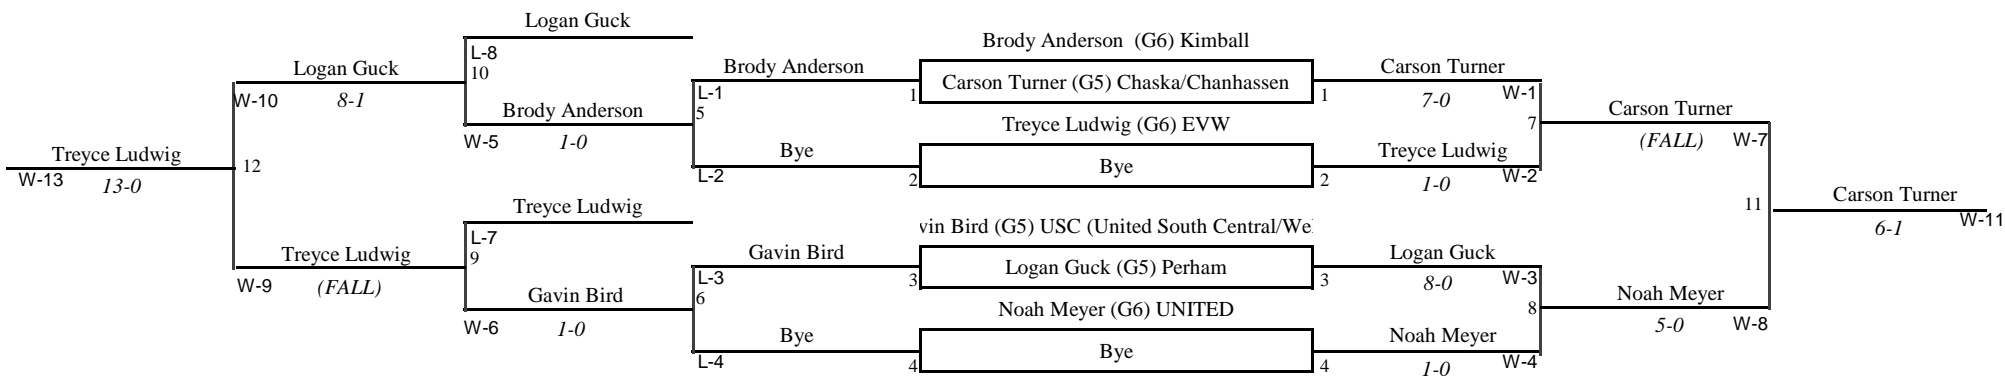 Logan Guck
L-8
10
Brody Anderson (G6) Kimball
Logan Guck
Brody Anderson
Carson Turner (G5) Chaska/Chanhassen
Carson Turner
W-10
8-1
L-1
1
1
7-0
W-1
Brody Anderson
5
Carson Turner
W-5
1-0
Treyce Ludwig (G6) EVW
7
(FALL)
W-7
Treyce Ludwig
12
Bye
Bye
Treyce Ludwig
W-13
13-0
L-2
2
2
1-0
W-2
Treyce Ludwig
11
Carson Turner
L-7
9
vin Bird (G5) USC (United South Central/We
6-1
W-11
Treyce Ludwig
Gavin Bird
Logan Guck (G5) Perham
Logan Guck
W-9
(FALL)
L-3
3
3
8-0
W-3
Gavin Bird
6
Noah Meyer (G6) UNITED
8
Noah Meyer
W-6
1-0
5-0
W-8
Bye
Bye
Noah Meyer
L-4
4
4
1-0
W-4